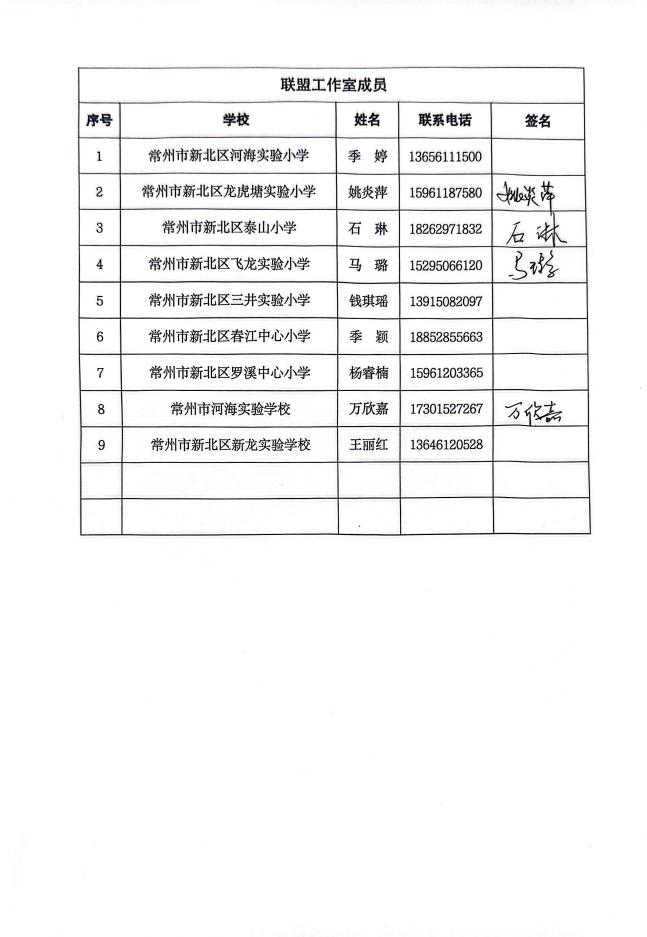 联盟工作室成员
序号 学校 姓名 联系电话 签名
1 常州市新北区河海实验小学 季 婷 13656111500
2 常州市新北区龙虎塘实验小学 姚炎萍 15961187580 姚炎萍
3 常州市新北区泰山小学 石 琳 18262971832 石琳
4 常州市新北区飞龙实验小学 马 璐 15295066120 马璐
5 常州市新北区三井实验小学 钱琪瑶 13915082097
6 常州市新北区春江中心小学 季 颖 18852855663
7 常州市新北区罗溪中心小学 杨睿楠 15961203365
8 常州市河海实验学校 万欣嘉 17301527267 万欣嘉
9 常州市新北区新龙实验学校 王丽红 13646120528